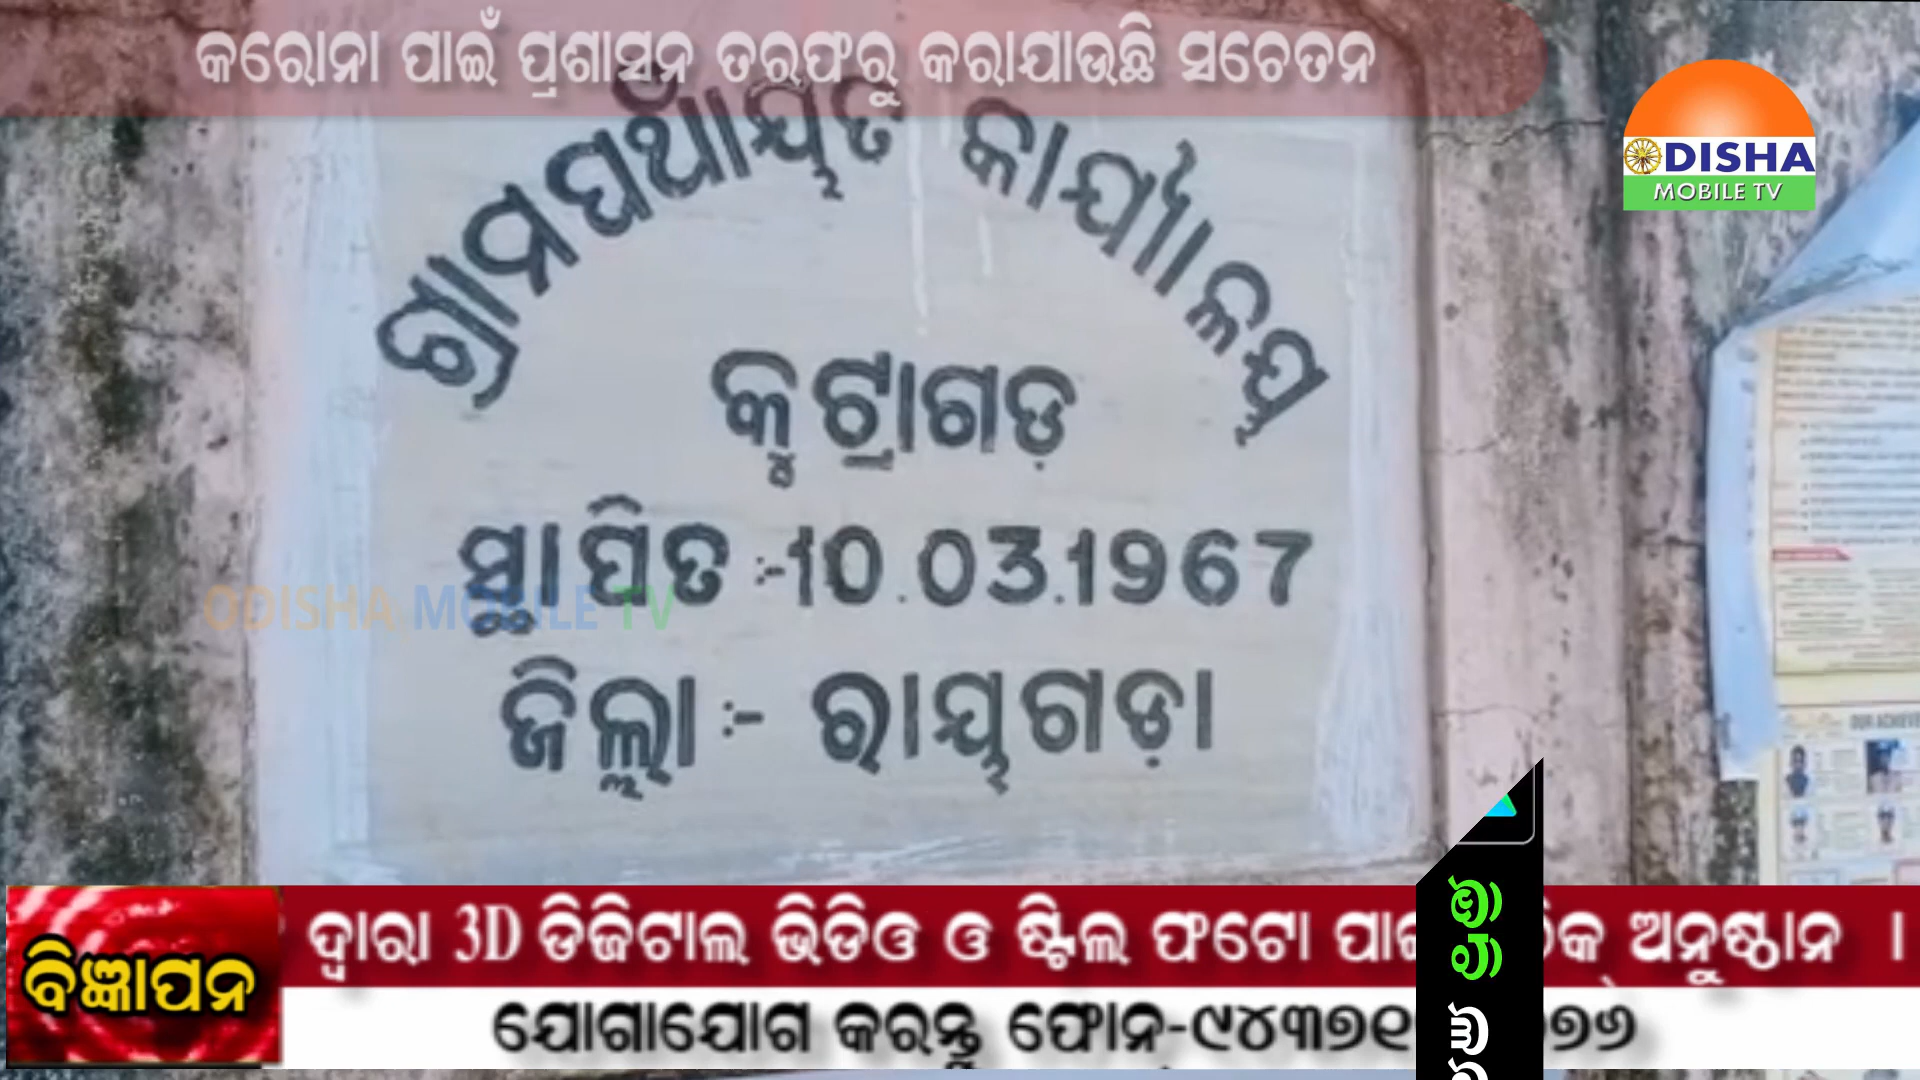 କରୋନା ପାଇଁ ପ୍ରଶାସନ ତରଫରୁ କରାଯାଉଛି ସଚେତନ
ODISHA
MOBILE TV
ଗ୍ରାମପଞ୍ଚାୟତ କାର୍ଯ୍ୟାଳୟ
କୁଟ୍ରାଗଡ଼
ସ୍ଥାପିତ :-10.03.1967
ODISHA MOBILE TV
ଜିଲ୍ଲା :- ରାୟଗଡ଼ା
ଦ୍ୱାରା 3D ଡିଜିଟାଲ ଭିଡିଓ ଓ ଷ୍ଟିଲ ଫଟୋ ଅନୁଷ୍ଠାନ ।
ବିଜ୍ଞାପନ
ଯୋଗାଯୋଗ କରନ୍ତୁ ଫୋନ୍-୯୪୩୭୧